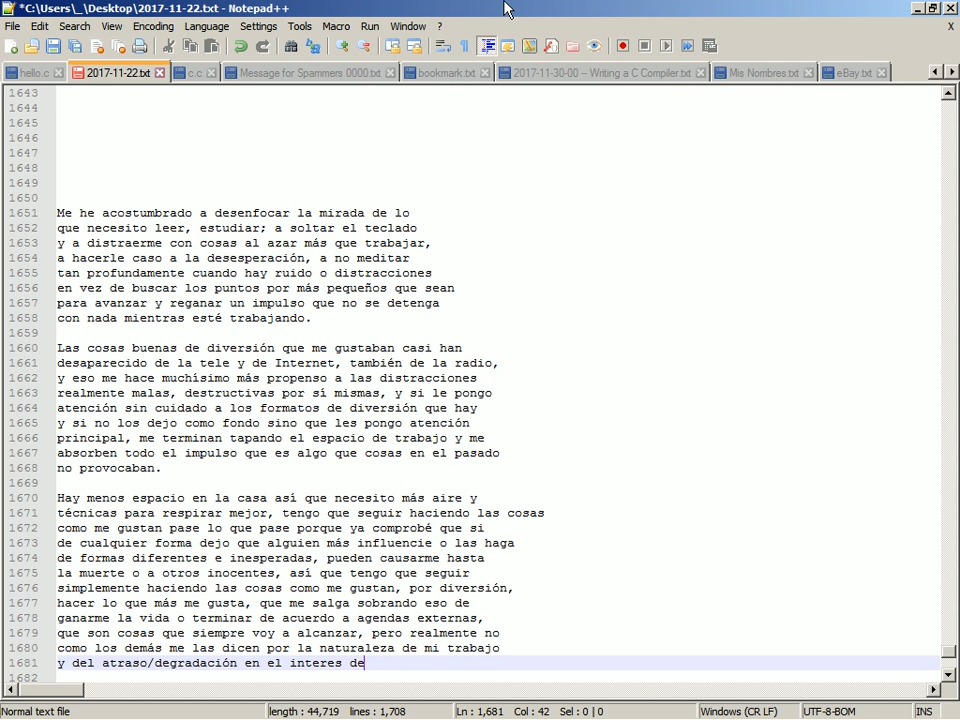 *C:\Users\_\Desktop\2017-11-22.txt - Notepad++
File Edit Search View Encoding Language Settings Tools Macro Run Window ?
X
hello.c
2017-11-22.txt
c.c
Message for Spammers 0000.txt
bookmark.txt
2017-11-30-00 -- Writing a C Compiler.txt
Mis Nombres.txt
eBay.txt
1643
1644
1645
1646
1647
1648
1649
1650
1651 Me he acostumbrado a desenfocar la mirada de lo
1652 que necesito leer, estudiar; a soltar el teclado
1653 y a distraerme con cosas al azar más que trabajar,
1654 a hacerle caso a la desesperación, a no meditar
1655 tan profundamente cuando hay ruido o distracciones
1656 en vez de buscar los puntos por más pequeños que sean
1657 para avanzar y reganar un impulso que no se detenga
1658 con nada mientras esté trabajando.
1659
1660 Las cosas buenas de diversión que me gustaban casi han
1661 desaparecido de la tele y de Internet, también de la radio,
1662 y eso me hace muchísimo más propenso a las distracciones
1663 realmente malas, destructivas por sí mismas, y si le pongo
1664 atención sin cuidado a los formatos de diversión que hay
1665 y si no los dejo como fondo sino que les pongo atención
1666 principal, me terminan tapando el espacio de trabajo y me
1667 absorben todo el impulso que es algo que cosas en el pasado
1668 no provocaban.
1669
1670 Hay menos espacio en la casa así que necesito más aire y
1671 técnicas para respirar mejor, tengo que seguir haciendo las cosas
1672 como me gustan pase lo que pase porque ya comprobé que si
1673 de cualquier forma dejo que alguien más influencie o las haga
1674 de formas diferentes e inesperadas, pueden causarme hasta
1675 la muerte o a otros inocentes, así que tengo que seguir
1676 simplemente haciendo las cosas como me gustan, por diversión,
1677 hacer lo que más me gusta, que me salga sobrando eso de
1678 ganarme la vida o terminar de acuerdo a agendas externas,
1679 que son cosas que siempre voy a alcanzar, pero realmente no
1680 como los demás me las dicen por la naturaleza de mi trabajo
1681 y del atraso/degradación en el interes de
1682
Normal text file
length : 44,719 lines : 1,708
Ln : 1,681 Col : 42 Sel : 0 | 0
Windows (CR LF)
UTF-8-BOM
INS